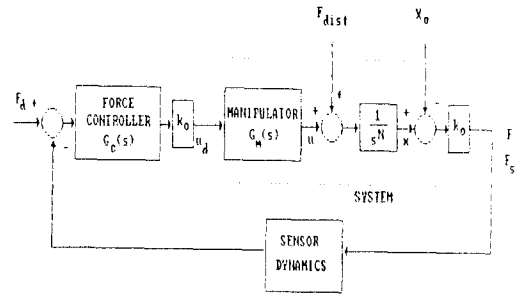 F_dist
X_o
F_d +
-
FORCE
CONTROLLER
G_C(s)
k_o
u_d
MANIPULATOR
G_M(s)
+
+
u
1
s^N
+
-
x
k_o
F
F_s
SYSTEM
SENSOR
DYNAMICS